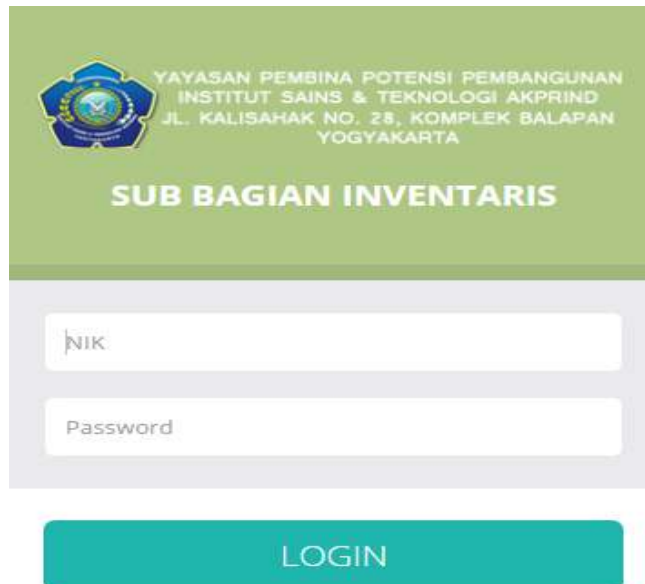 YAYASAN PEMBINA POTENSI PEMBANGUNAN
INSTITUT SAINS & TEKNOLOGI AKPRIND
JL. KALISAHAK NO. 28, KOMPLEK BALAPAN
YOGYAKARTA
SUB BAGIAN INVENTARIS
NIK
Password
LOGIN